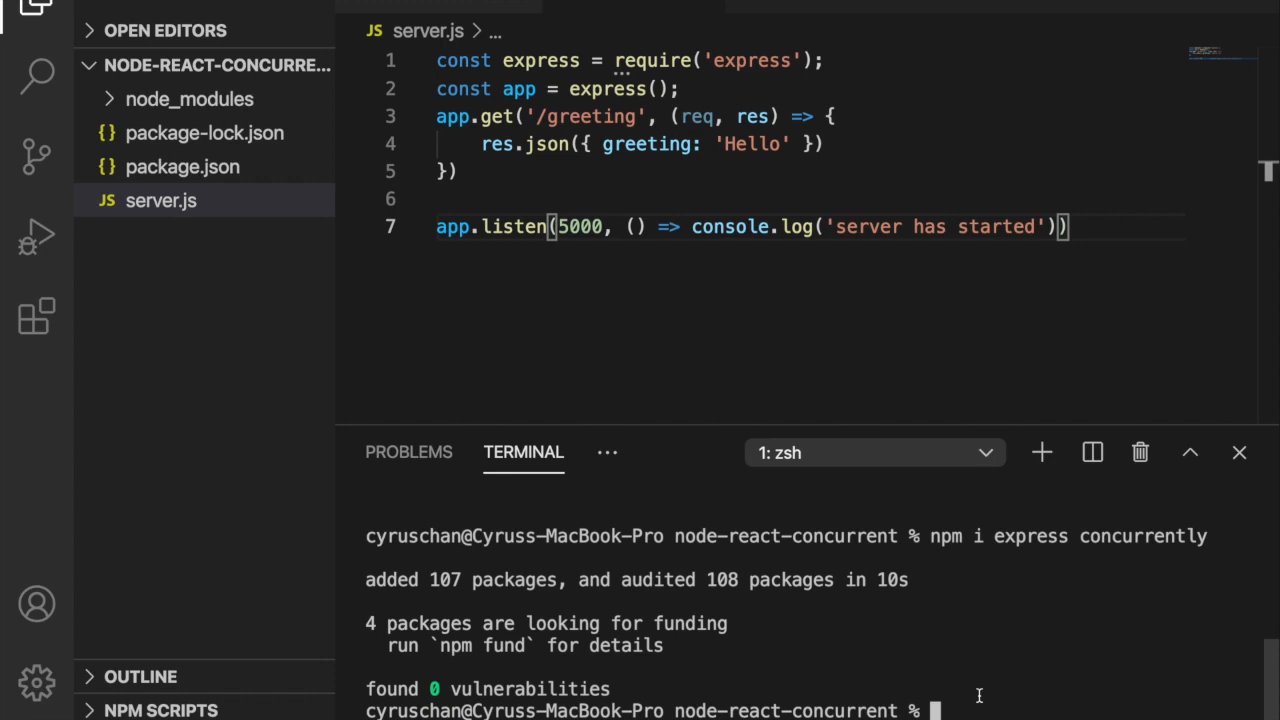 OPEN EDITORS
NODE-REACT-CONCURRE...
node_modules
{} package-lock.json
{} package.json
JS server.js
OUTLINE
NPM SCRIPTS
JS server.js > ...
1 const express = require('express');
2 const app = express();
3 app.get('/greeting', (req, res) => {
4 res.json({ greeting: 'Hello' })
5 })
6
7 app.listen(5000, () => console.log('server has started'))
PROBLEMS TERMINAL ... 1: zsh
cyruschan@Cyruss-MacBook-Pro node-react-concurrent % npm i express concurrently
added 107 packages, and audited 108 packages in 10s
4 packages are looking for funding
run `npm fund` for details
found 0 vulnerabilities
cyruschan@Cyruss-MacBook-Pro node-react-concurrent %